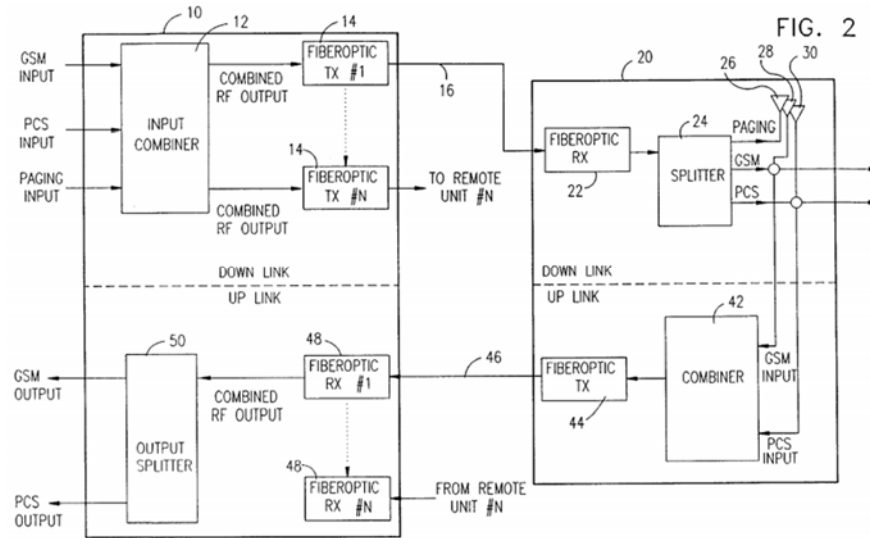 FIG. 2
10
12
14
GSM
INPUT
PCS
INPUT
PAGING
INPUT
INPUT
COMBINER
COMBINED
RF OUTPUT
FIBEROPTIC
TX #1
14
FIBEROPTIC
TX #N
COMBINED
RF OUTPUT
16
TO REMOTE
UNIT #N
DOWN LINK
UP LINK
20
26
28
30
FIBEROPTIC
RX
22
24
SPLITTER
PAGING
GSM
PCS
DOWN LINK
UP LINK
50
GSM
OUTPUT
PCS
OUTPUT
OUTPUT
SPLITTER
COMBINED
RF OUTPUT
48
FIBEROPTIC
RX #1
48
FIBEROPTIC
RX #N
46
FROM REMOTE
UNIT #N
FIBEROPTIC
TX
44
42
COMBINER
GSM
INPUT
PCS
INPUT